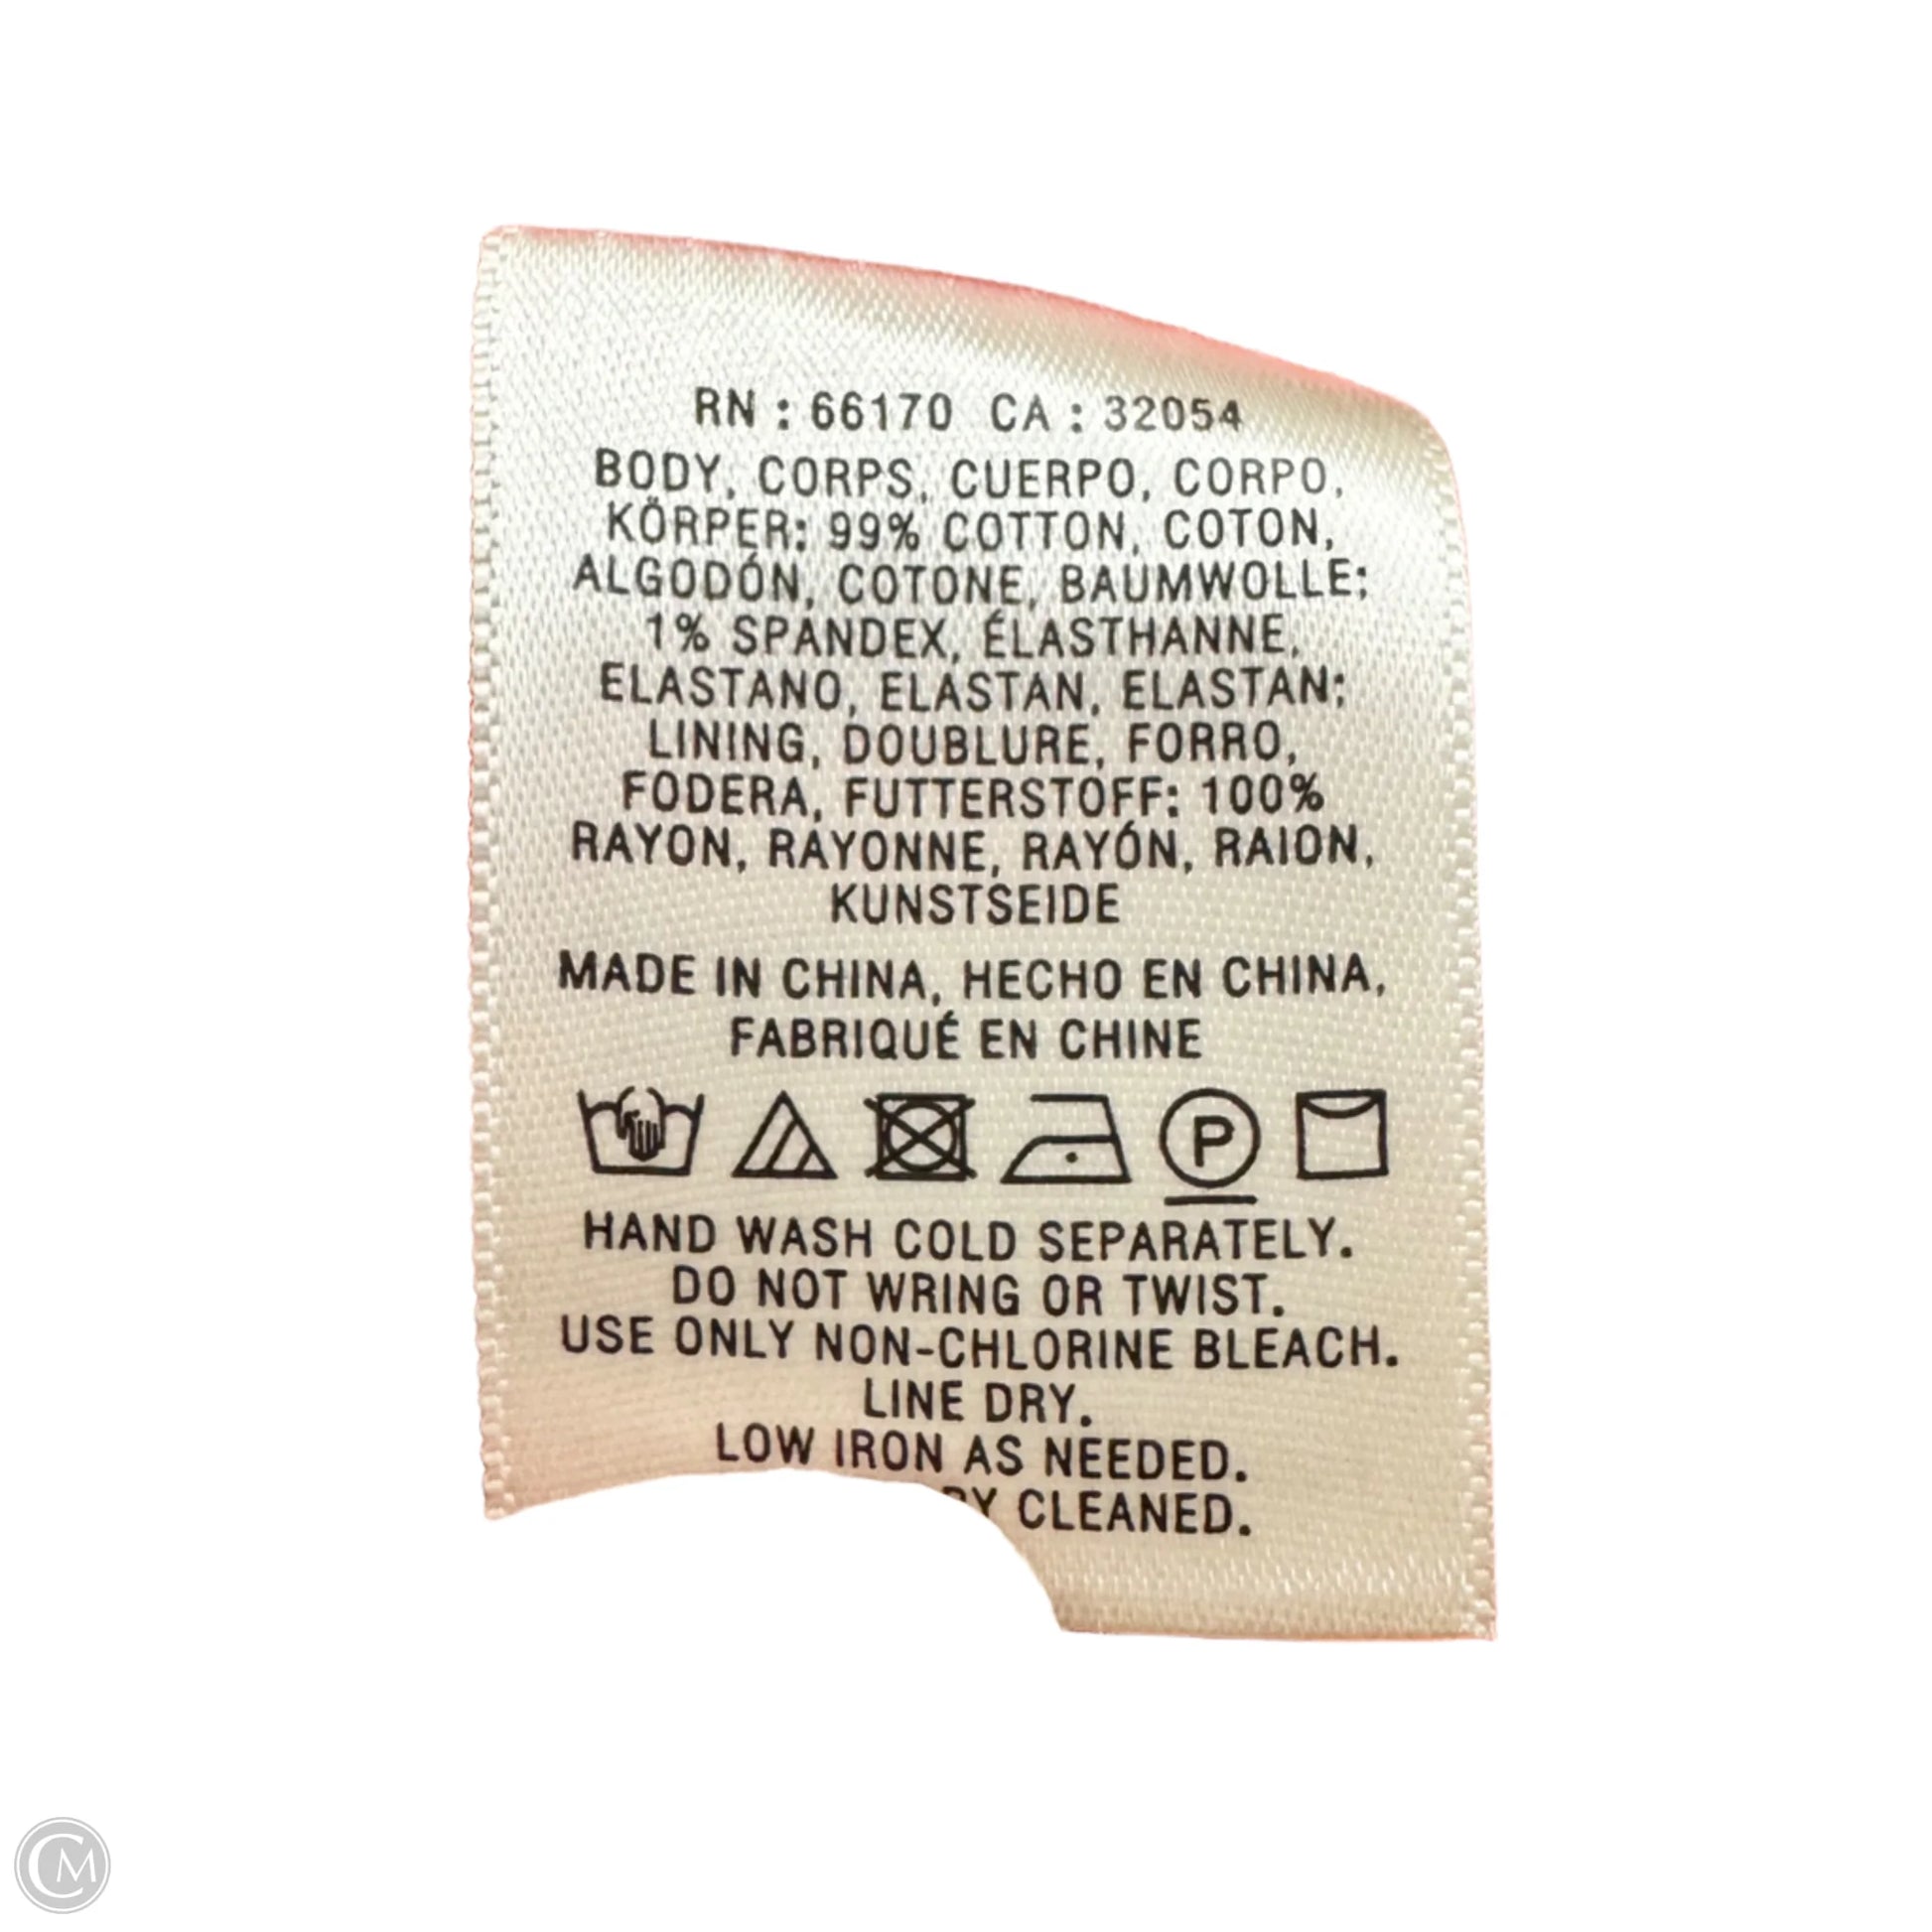 RN : 66170 CA : 32054
BODY, CORPS, CUERPO, CORPO,
KÖRPER: 99% COTTON, COTON,
ALGODÓN, COTONE, BAUMWOLLE;
1% SPANDEX, ÉLASTHANNE,
ELASTANO, ELASTAN, ELASTAN;
LINING, DOUBLURE, FORRO,
FODERA, FUTTERSTOFF: 100%
RAYON, RAYONNE, RAYÓN, RAION,
KUNSTSEIDE
MADE IN CHINA, HECHO EN CHINA,
FABRIQUÉ EN CHINE
P
HAND WASH COLD SEPARATELY.
DO NOT WRING OR TWIST.
USE ONLY NON-CHLORINE BLEACH.
LINE DRY.
LOW IRON AS NEEDED.
CLEANED.
CM